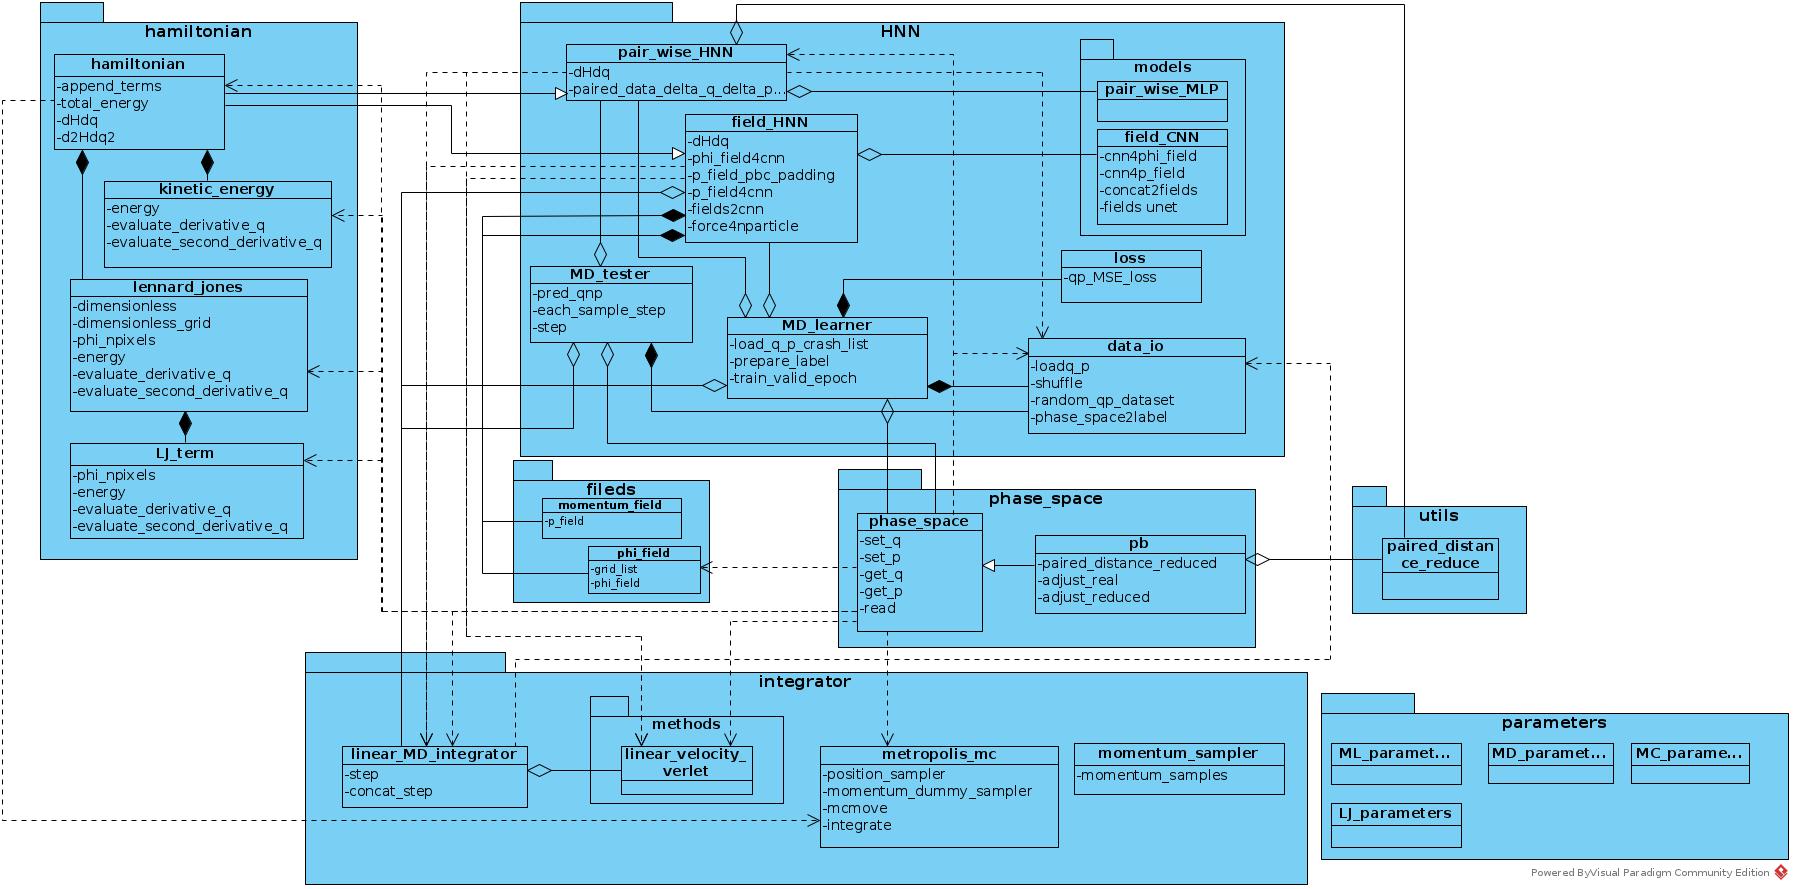 hamiltonian
hamiltonian
-append_terms
-total_energy
-dHdq
-d2Hdq2
kinetic_energy
-energy
-evaluate_derivative_q
-evaluate_second_derivative_q
lennard_jones
-dimensionless
-dimensionless_grid
-phi_npixels
-energy
-evaluate_derivative_q
-evaluate_second_derivative_q
LJ_term
-phi_npixels
-energy
-evaluate_derivative_q
-evaluate_second_derivative_q
HNN
pair_wise_HNN
-dHdq
-paired_data_delta_q_delta_p...
field_HNN
-dHdq
-phi_field4cnn
-p_field_pbc_padding
-p_field4cnn
-fields2cnn
-force4nparticle
models
pair_wise_MLP
field_CNN
-cnn4phi_field
-cnn4p_field
-concat2fields
-fields unet
loss
-qp_MSE_loss
MD_tester
-pred_qnp
-each_sample_step
-step
MD_learner
-load_q_p_crash_list
-prepare_label
-train_valid_epoch
data_io
-loadq_p
-shuffle
-random_qp_dataset
-phase_space2label
fileds
momentum_field
-p_field
phi_field
-grid_list
-phi_field
phase_space
phase_space
-set_q
-set_p
-get_q
-get_p
-read
pb
-paired_distance_reduced
-adjust_real
-adjust_reduced
utils
paired_distan
ce_reduce
integrator
linear_MD_integrator
-step
-concat_step
methods
linear_velocity_
verlet
metropolis_mc
-position_sampler
-momentum_dummy_sampler
-mcmove
-integrate
momentum_sampler
-momentum_samples
parameters
ML_paramet...
MD_paramet...
MC_parame...
LJ_parameters
Powered ByVisual Paradigm Community Edition